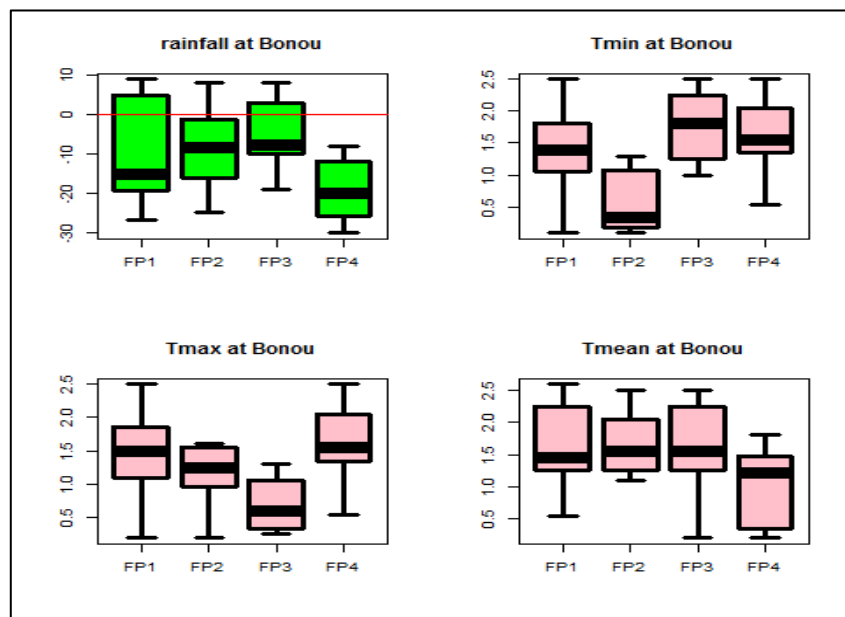 rainfall at Bonou
10
0
-10
-20
-30
FP1 FP2 FP3 FP4
Tmin at Bonou
2.5
2.0
1.5
1.0
0.5
FP1 FP2 FP3 FP4
Tmax at Bonou
2.5
2.0
1.5
1.0
0.5
FP1 FP2 FP3 FP4
Tmean at Bonou
2.5
2.0
1.5
1.0
0.5
FP1 FP2 FP3 FP4